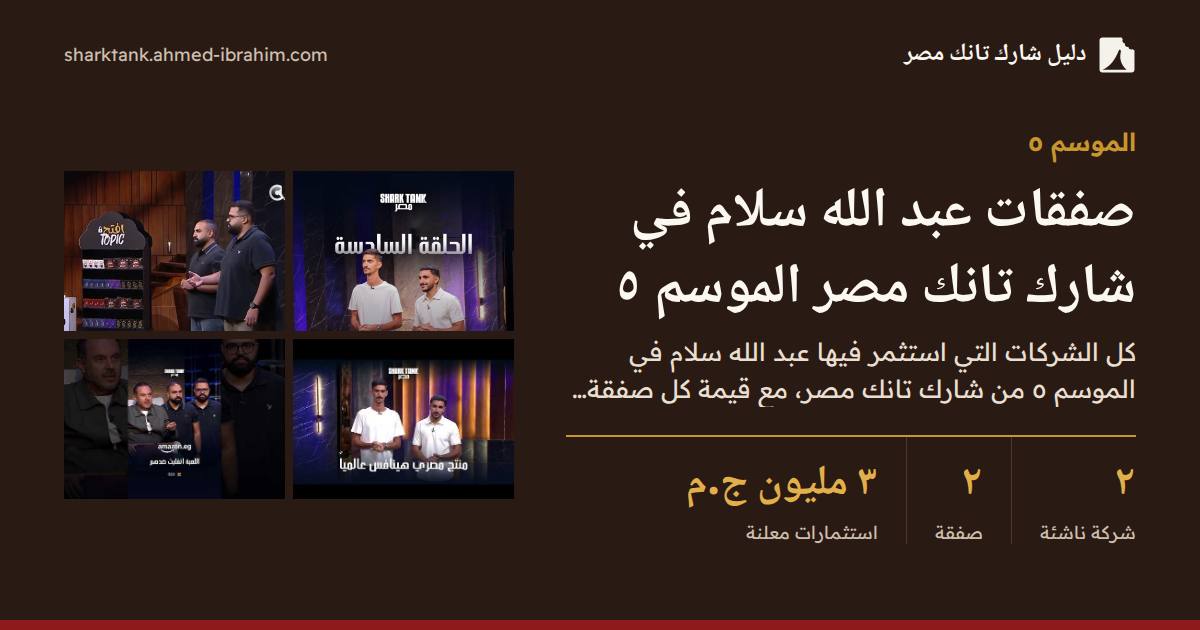 دليل شارك تانك مصر
sharktank.ahmed-ibrahim.com
الموسم ٥
صفقات عبد الله سلام في
شارك تانك مصر الموسم ٥
كل الشركات التي استثمر فيها عبد الله سلام في
الموسم ٥ من شارك تانك مصر، مع قيمة كل صفقة...
٢
شركة ناشئة
٢
صفقة
٣ مليون ج.م
استثمارات معلنة
SHARK TANK
مصر
الحلقة السادسة
TOPIC
SHARK TANK
مصر
منتج مصري هينافس عالمياً
amazon.eg